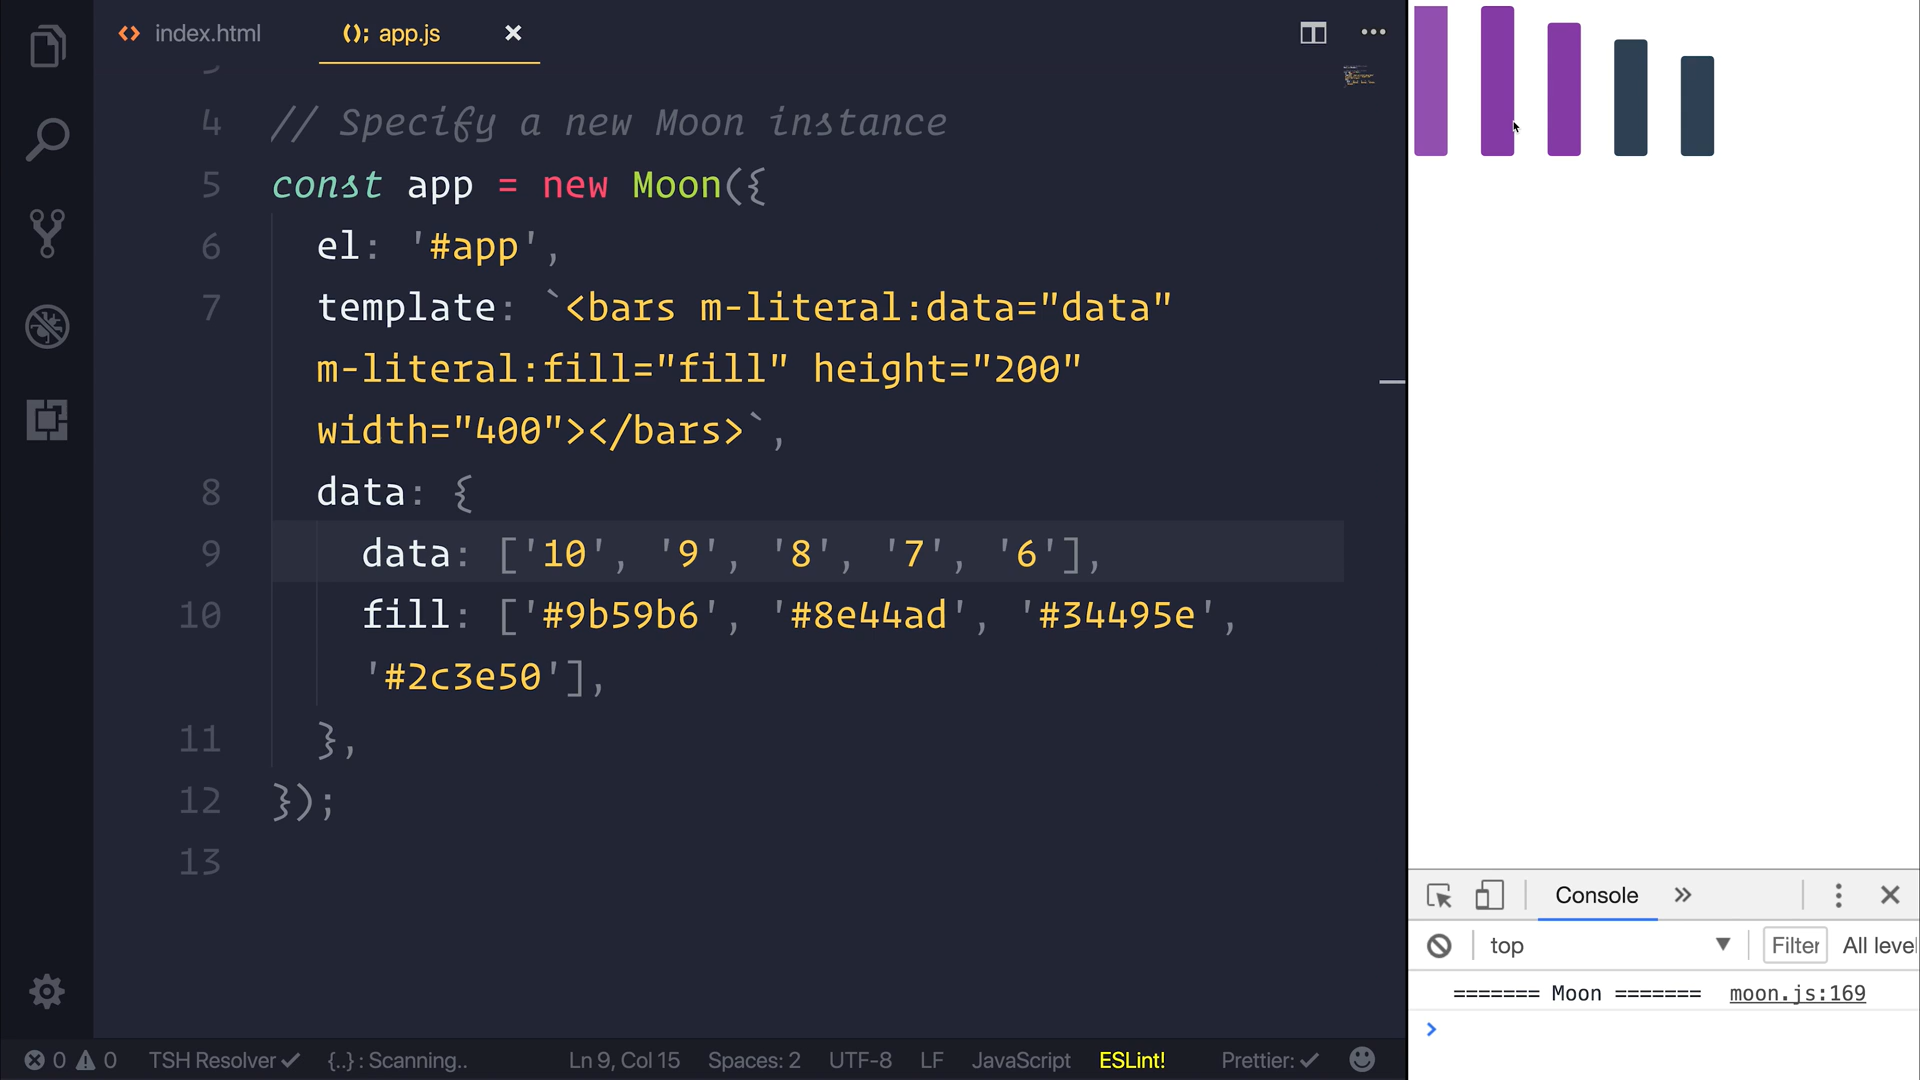 index.html
(); app.js
3
4 // Specify a new Moon instance
5 const app = new Moon({
6 el: '#app',
7 template: `<bars m-literal:data="data"
m-literal:fill="fill" height="200"
width="400"></bars>`,
8 data: {
9 data: ['10', '9', '8', '7', '6'],
10 fill: ['#9b59b6', '#8e44ad', '#34495e',
'#2c3e50'],
11 },
12 });
13
Console
top
Filter
All leve
======= Moon ======= moon.js:169
0 0 TSH Resolver {..} : Scanning.. Ln 9, Col 15 Spaces: 2 UTF-8 LF JavaScript ESLint! Prettier: